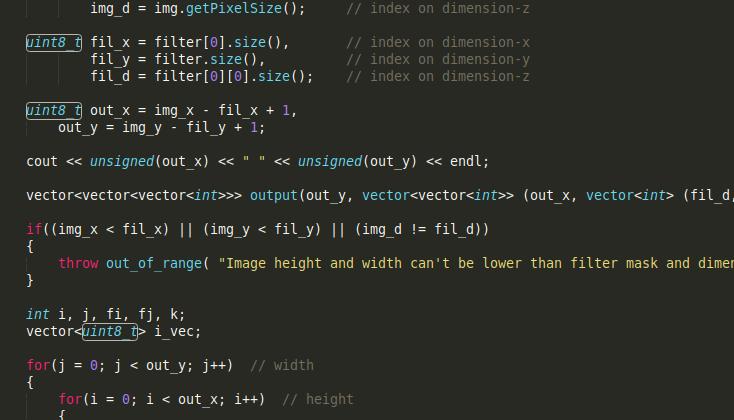 img_d = img.getPixelSize();     // index on dimension-z
uint8_t fil_x = filter[0].size(),       // index on dimension-x
fil_y = filter.size(),          // index on dimension-y
fil_d = filter[0][0].size();    // index on dimension-z
uint8_t out_x = img_x - fil_x + 1,
out_y = img_y - fil_y + 1;
cout << unsigned(out_x) << " " << unsigned(out_y) << endl;
vector<vector<vector<int>>> output(out_y, vector<vector<int>> (out_x, vector<int> (fil_d,
if((img_x < fil_x) || (img_y < fil_y) || (img_d != fil_d))
{
throw out_of_range( "Image height and width can't be lower than filter mask and dimen
}
int i, j, fi, fj, k;
vector<uint8_t> i_vec;
for(j = 0; j < out_y; j++)  // width
{
for(i = 0; i < out_x; i++)  // height
{